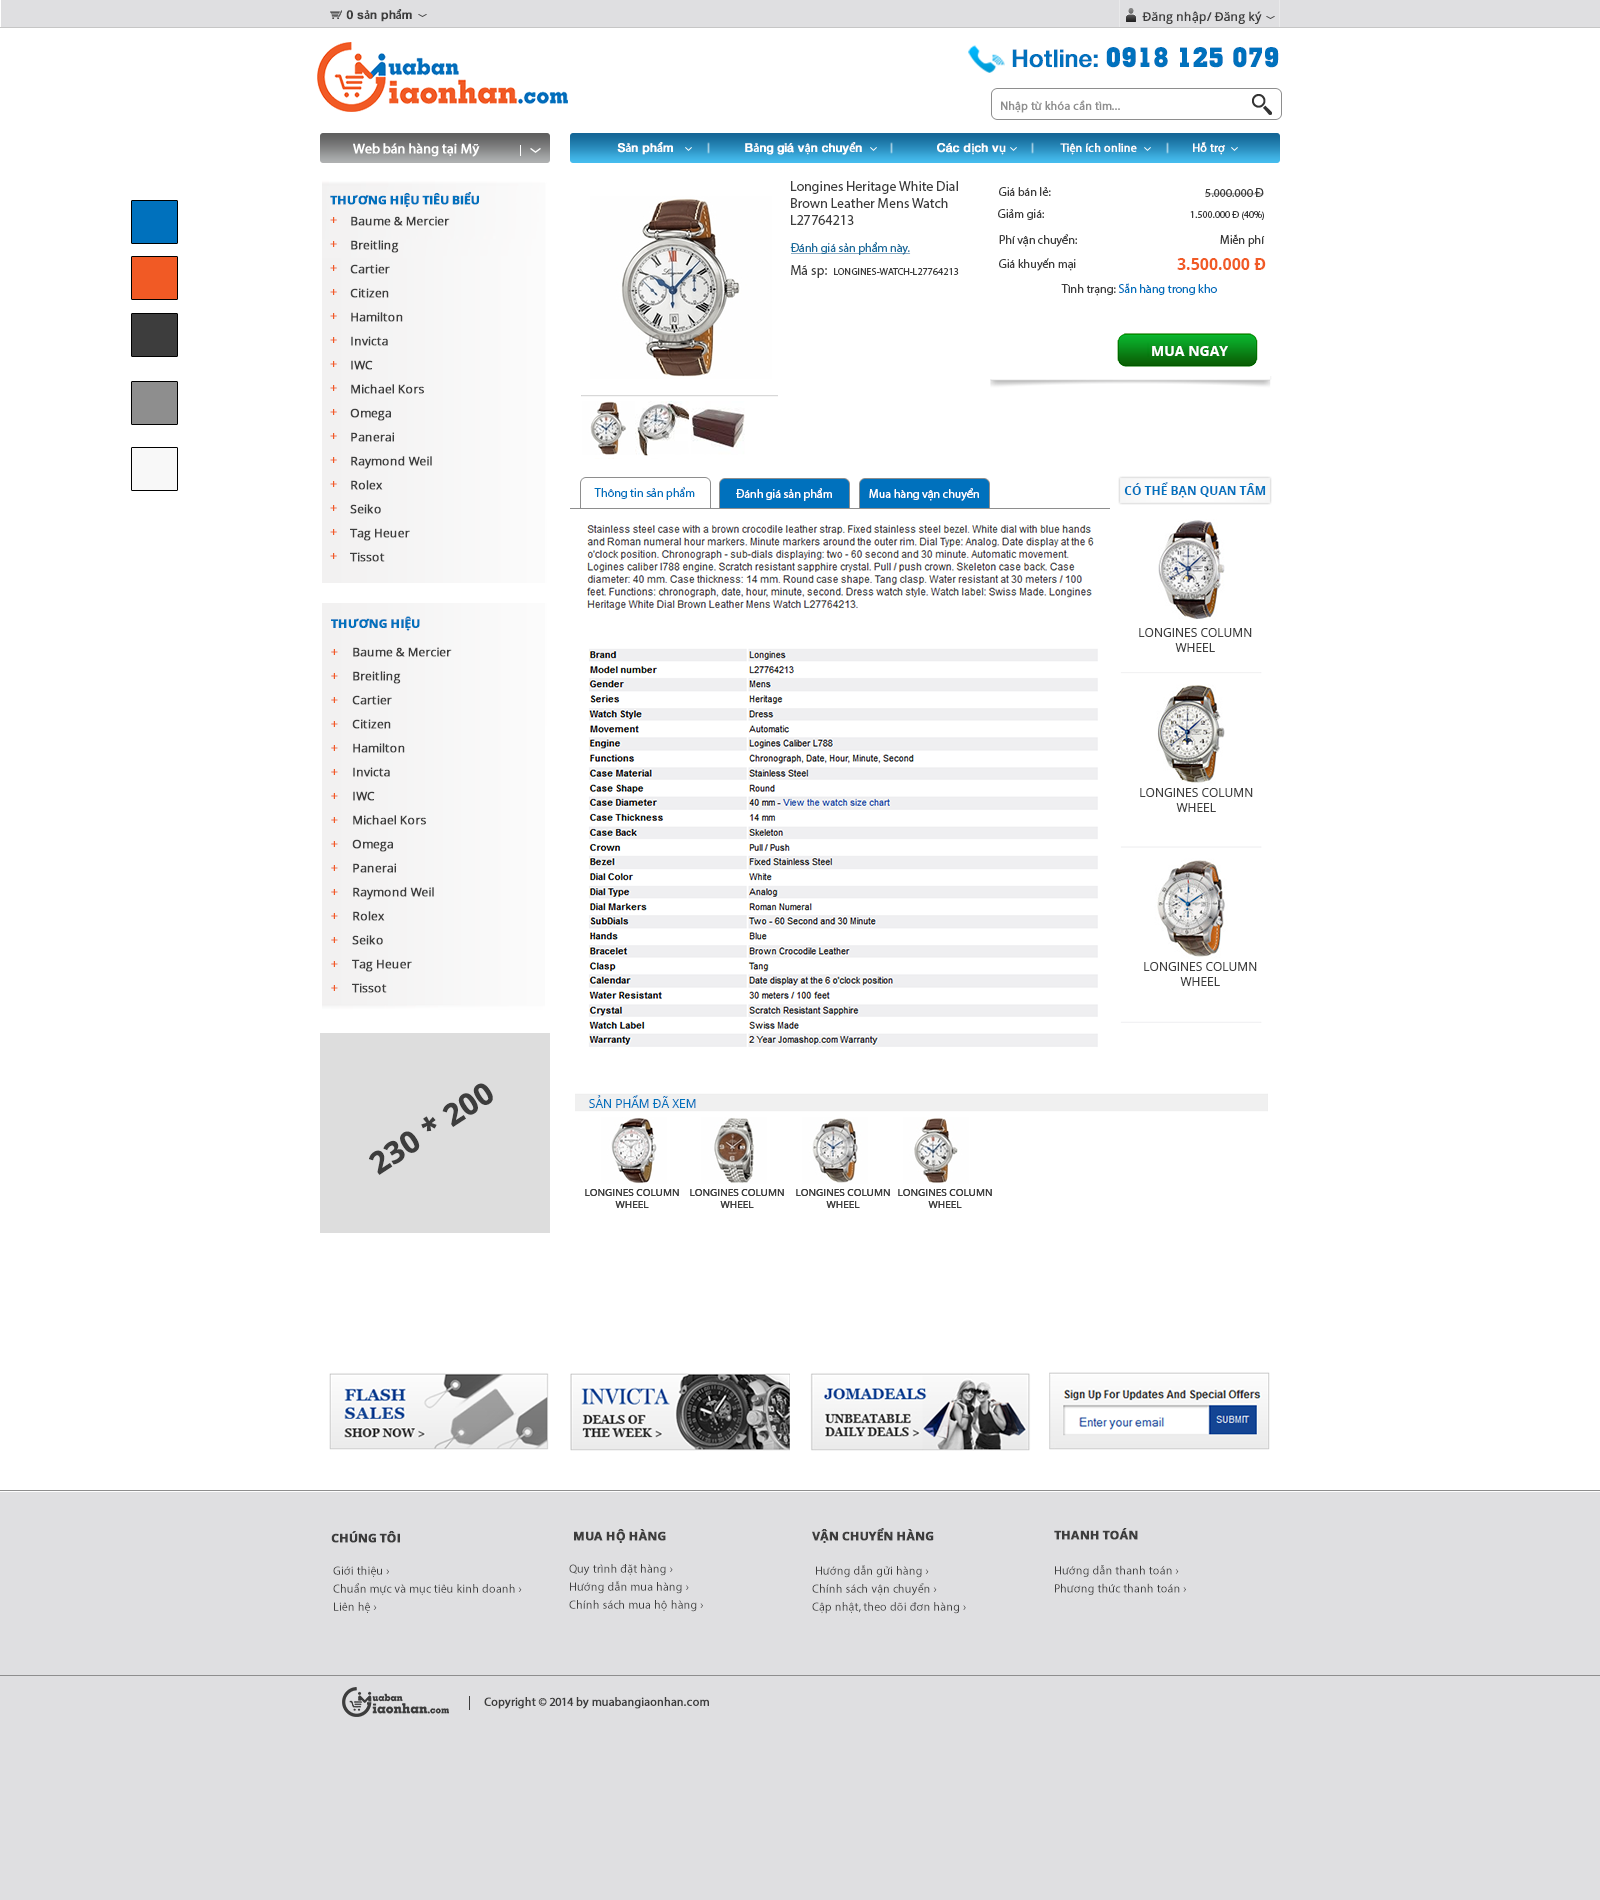 0 sản phẩm
Đăng nhập/ Đăng ký
Muaban
Giaonhan.com
Hotline: 0918 125 079
Nhập từ khóa cần tìm...
Web bán hàng tại Mỹ
Sản phẩm | Bảng giá vận chuyển | Các dịch vụ | Tiện ích online | Hỗ trợ
THƯƠNG HIỆU TIÊU BIỂU
+ Baume & Mercier
+ Breitling
+ Cartier
+ Citizen
+ Hamilton
+ Invicta
+ IWC
+ Michael Kors
+ Omega
+ Panerai
+ Raymond Weil
+ Rolex
+ Seiko
+ Tag Heuer
+ Tissot
THƯƠNG HIỆU
+ Baume & Mercier
+ Breitling
+ Cartier
+ Citizen
+ Hamilton
+ Invicta
+ IWC
+ Michael Kors
+ Omega
+ Panerai
+ Raymond Weil
+ Rolex
+ Seiko
+ Tag Heuer
+ Tissot
230 * 200
Longines Heritage White Dial
Brown Leather Mens Watch
L27764213
Đánh giá sản phẩm này.
Mã sp: LONGINES-WATCH-L27764213
Giá bán lẻ: 5.000.000 Đ
Giảm giá: 1.500.000 Đ (40%)
Phí vận chuyển: Miễn phí
Giá khuyến mại 3.500.000 Đ
Tình trạng: Sẵn hàng trong kho
MUA NGAY
Thông tin sản phẩm
Đánh giá sản phẩm
Mua hàng vận chuyển
Stainless steel case with a brown crocodile leather strap. Fixed stainless steel bezel. White dial with blue hands
and Roman numeral hour markers. Minute markers around the outer rim. Dial Type: Analog. Date display at the 6
o'clock position. Chronograph - sub-dials displaying: two - 60 second and 30 minute. Automatic movement.
Longines caliber l788 engine. Scratch resistant sapphire crystal. Pull / push crown. Skeleton case back. Case
diameter: 40 mm. Case thickness: 14 mm. Round case shape. Tang clasp. Water resistant at 30 meters / 100
feet. Functions: chronograph, date, hour, minute, second. Dress watch style. Watch label: Swiss Made. Longines
Heritage White Dial Brown Leather Mens Watch L27764213.
Brand Longines
Model number L27764213
Gender Mens
Series Heritage
Watch Style Dress
Movement Automatic
Engine Logines Caliber L788
Functions Chronograph, Date, Hour, Minute, Second
Case Material Stainless Steel
Case Shape Round
Case Diameter 40 mm - View the watch size chart
Case Thickness 14 mm
Case Back Skeleton
Crown Pull / Push
Bezel Fixed Stainless Steel
Dial Color White
Dial Type Analog
Dial Markers Roman Numeral
SubDials Two - 60 Second and 30 Minute
Hands Blue
Bracelet Brown Crocodile Leather
Clasp Tang
Calendar Date display at the 6 o'clock position
Water Resistant 30 meters / 100 feet
Crystal Scratch Resistant Sapphire
Watch Label Swiss Made
Warranty 2 Year Jomashop.com Warranty
CÓ THỂ BẠN QUAN TÂM
LONGINES COLUMN
WHEEL
LONGINES COLUMN
WHEEL
LONGINES COLUMN
WHEEL
SẢN PHẨM ĐÃ XEM
LONGINES COLUMN
WHEEL
LONGINES COLUMN
WHEEL
LONGINES COLUMN
WHEEL
LONGINES COLUMN
WHEEL
FLASH
SALES
SHOP NOW >
INVICTA
DEALS OF
THE WEEK >
JOMADEALS
UNBEATABLE
DAILY DEALS >
Sign Up For Updates And Special Offers
Enter your email
SUBMIT
CHÚNG TÔI
Giới thiệu ›
Chuẩn mực và mục tiêu kinh doanh ›
Liên hệ ›
MUA HỘ HÀNG
Quy trình đặt hàng ›
Hướng dẫn mua hàng ›
Chính sách mua hộ hàng ›
VẬN CHUYỂN HÀNG
Hướng dẫn gửi hàng ›
Chính sách vận chuyển ›
Cập nhật, theo dõi đơn hàng ›
THANH TOÁN
Hướng dẫn thanh toán ›
Phương thức thanh toán ›
Muaban
Giaonhan.com
| Copyright © 2014 by muabangiaonhan.com